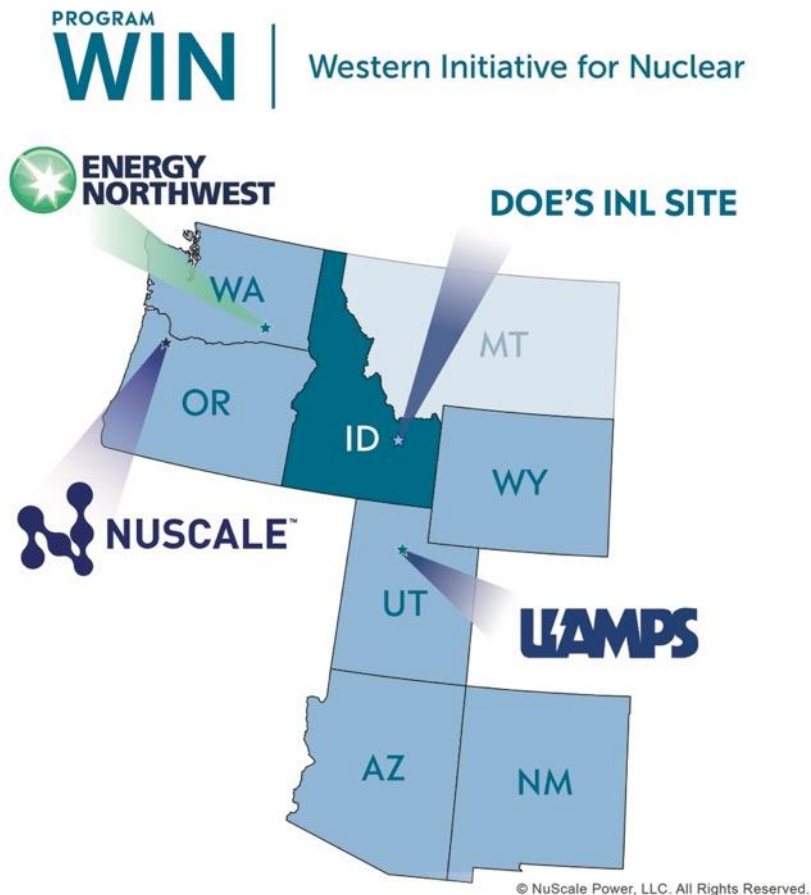 PROGRAM
WIN
Western Initiative for Nuclear
ENERGY
NORTHWEST
DOE'S INL SITE
WA
MT
OR
ID
WY
NUSCALE™
UT
UAMPS
AZ
NM
© NuScale Power, LLC. All Rights Reserved.